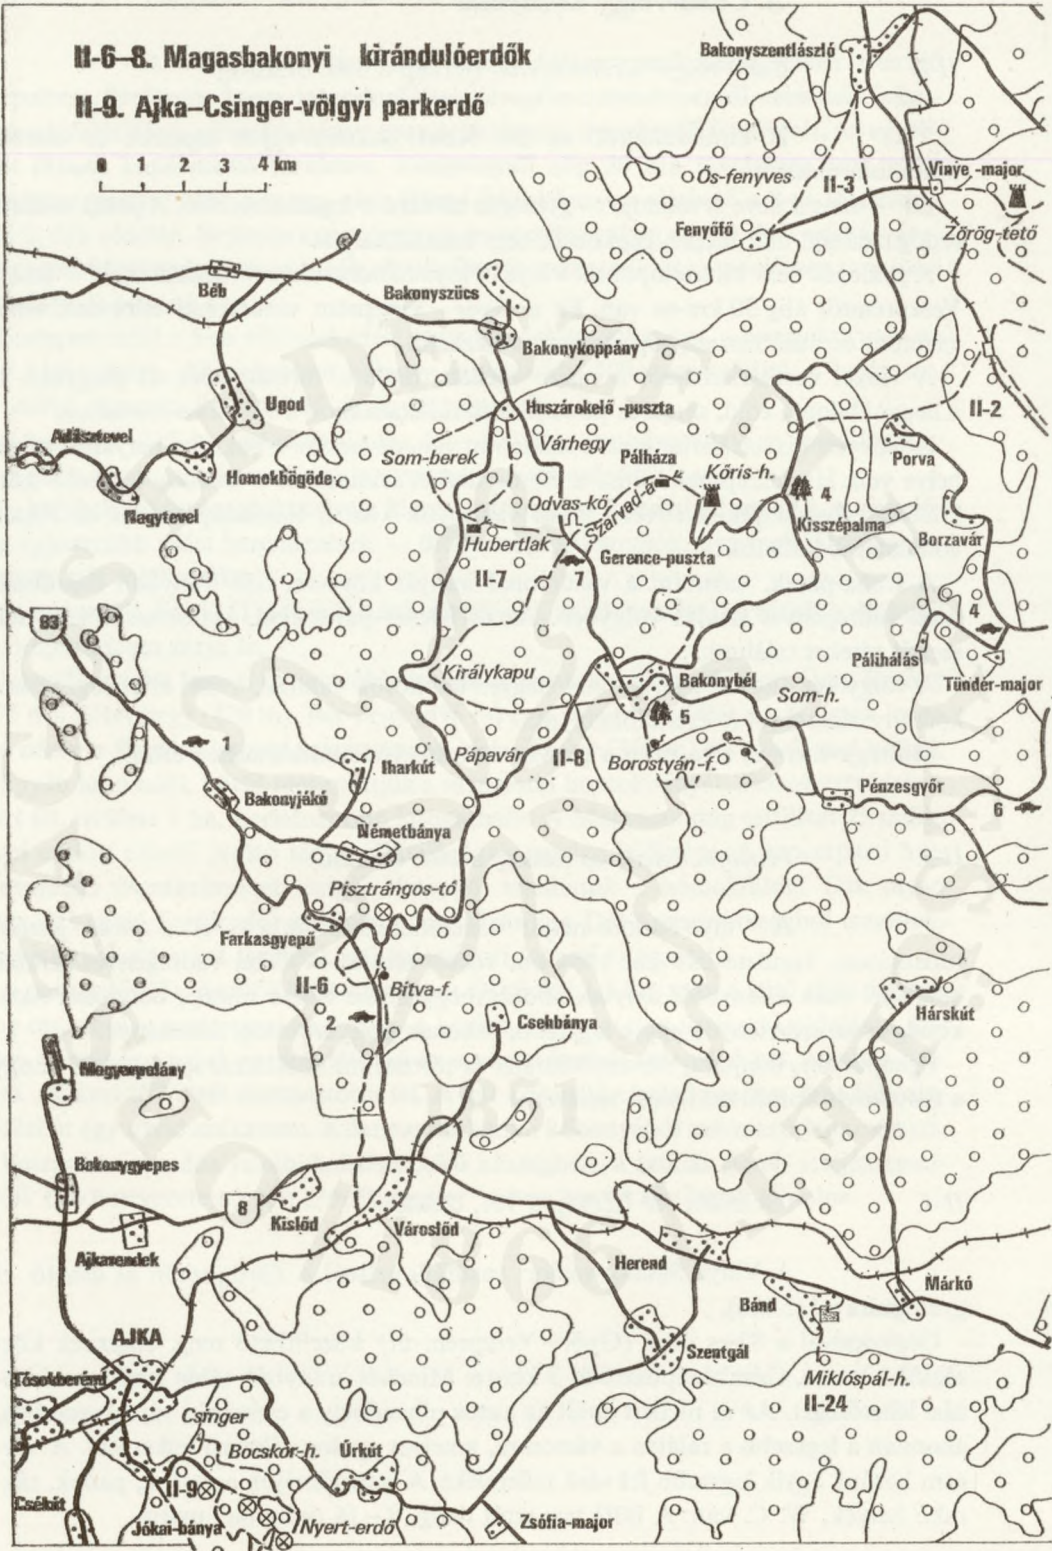 II-6–8. Magasbakonyi kirándulóerdők
II-9. Ajka–Csinger-völgyi parkerdő
0 1 2 3 4 km
Bakonyszentlászló
Ős-fenyves
II-3
Vinye-major
Fenyőfő
Zörög-tető
Béb
Bakonyszücs
Bakonykoppány
Ugod
Huszárokelő-puszta
II-2
Adásztevel
Homokbögöde
Som-berek
Várhegy
Pálháza
Kőris-h.
Porva
Nagytevel
Odvas-kő
Szarvad-á.
4
Kisszépalma
Borzavár
Hubertlak
Gerence-puszta
II-7
7
83
4
Pálihálás
Királykapu
Bakonybél
Som-h.
Tündér-major
5
1
Iharkút
Pápavár
II-8
Borostyán-f.
Bakonyjákó
Pénzesgyőr
6
Németbánya
Pisztrángos-tó
Farkasgyepű
II-6
Bitva-f.
2
Csehbánya
Hárskút
Magyarpolány
1851
Bakonygyepes
8
Kislőd
Városlőd
Ajkarendek
Herend
Márkó
Bánd
AJKA
Szentgál
Tósokberénd
Miklóspál-h.
II-24
Csinger
Bocskor-h.
Úrkút
II-9
Csékút
Jókai-bánya
Nyert-erdő
Zsófia-major